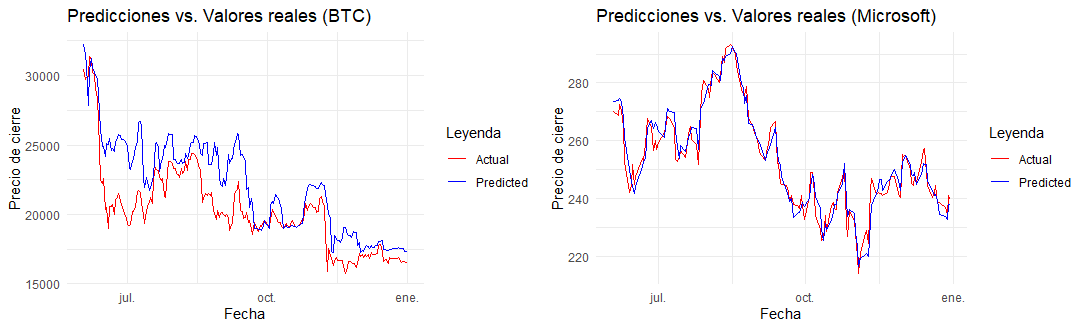 Predicciones vs. Valores reales (BTC)
Precio de cierre
30000
25000
20000
15000
jul.
oct.
ene.
Fecha
Leyenda
Actual
Predicted
Predicciones vs. Valores reales (Microsoft)
Precio de cierre
280
260
240
220
jul.
oct.
ene.
Fecha
Leyenda
Actual
Predicted